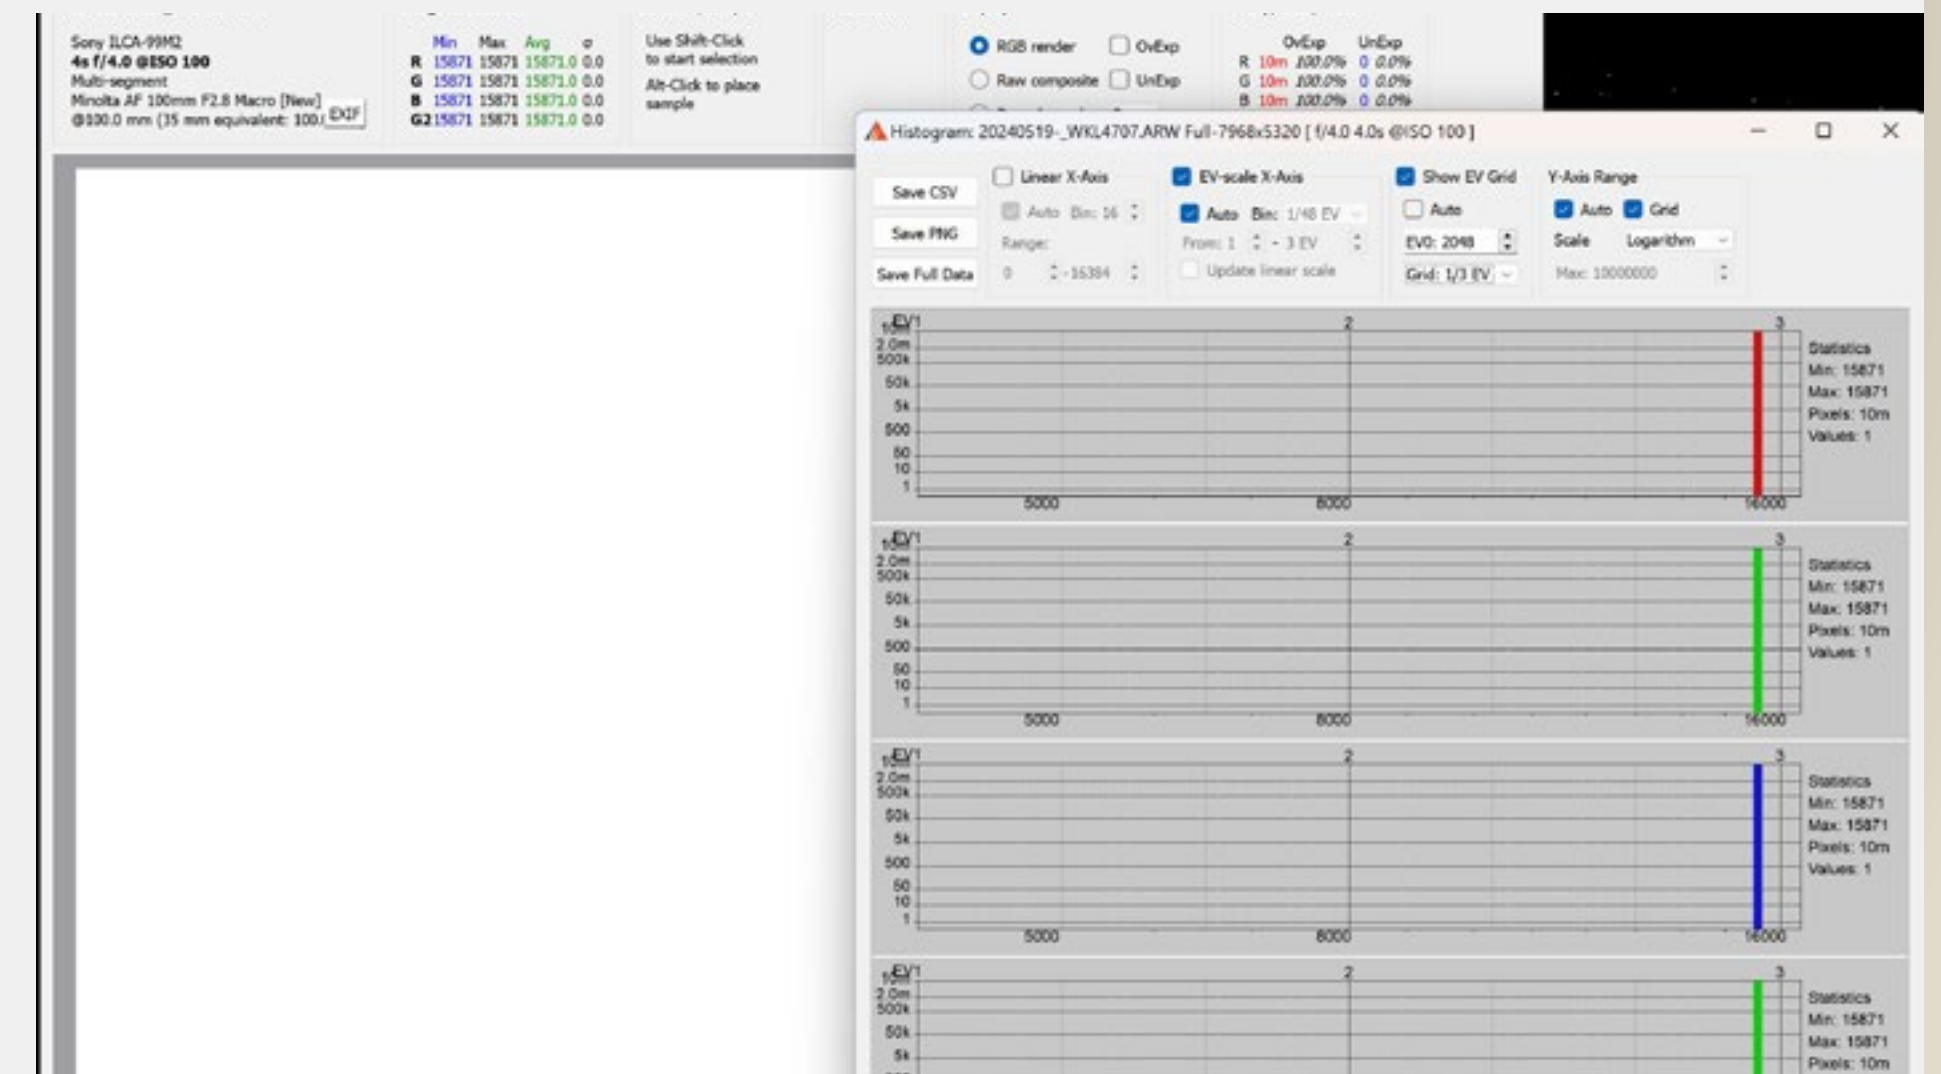 Sony ILCA-99M2
4s f/4.0 @ISO 100
Multi-segment
Minolta AF 100mm F2.8 Macro [New]
@100.0 mm (35 mm equivalent: 100.
EXIF
Min Max Avg σ
R 15871 15871 15871.0 0.0
G 15871 15871 15871.0 0.0
B 15871 15871 15871.0 0.0
G2 15871 15871 15871.0 0.0
Use Shift-Click
to start selection
Alt-Click to place
sample
RGB render OvExp
Raw composite UnExp
OvExp UnExp
R 10m 100.0% 0 0.0%
G 10m 100.0% 0 0.0%
B 10m 100.0% 0 0.0%
Histogram: 20240519-_WKL4707.ARW Full-7968x5320 [ f/4.0 4.0s @ISO 100 ]
Save CSV
Save PNG
Save Full Data
Linear X-Axis
Auto Bin: 16
Range:
0 - 16384
EV-scale X-Axis
Auto Bin: 1/48 EV
From: 1 - 3 EV
Update linear scale
Show EV Grid
Auto
EV0: 2048
Grid: 1/3 EV
Y-Axis Range
Auto Grid
Scale Logarithm
Max: 10000000
EV1 2 3
10m
2.0m
500k
50k
5k
500
50
10
1
5000 8000 16000
Statistics
Min: 15871
Max: 15871
Pixels: 10m
Values: 1
EV1 2 3
10m
2.0m
500k
50k
5k
500
50
10
1
5000 8000 16000
Statistics
Min: 15871
Max: 15871
Pixels: 10m
Values: 1
EV1 2 3
10m
2.0m
500k
50k
5k
500
50
10
1
5000 8000 16000
Statistics
Min: 15871
Max: 15871
Pixels: 10m
Values: 1
EV1 2 3
10m
2.0m
500k
50k
5k
Statistics
Min: 15871
Max: 15871
Pixels: 10m